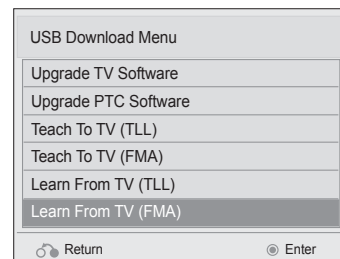 USB Download Menu
Upgrade TV Software
Upgrade PTC Software
Teach To TV (TLL)
Teach To TV (FMA)
Learn From TV (TLL)
Learn From TV (FMA)
Return Enter